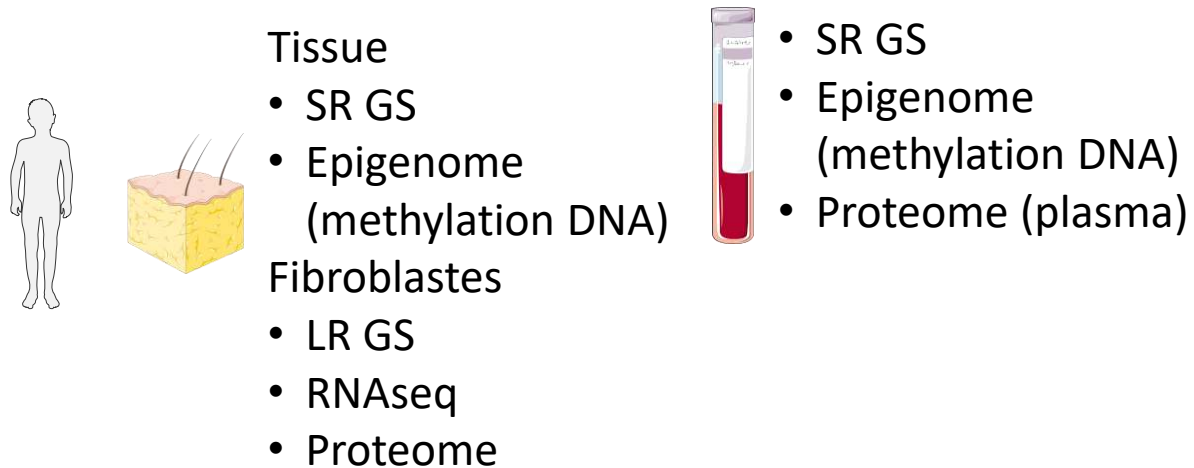 Tissue
• SR GS
• Epigenome
(methylation DNA)
Fibroblastes
• LR GS
• RNAseq
• Proteome
• SR GS
• Epigenome
(methylation DNA)
• Proteome (plasma)